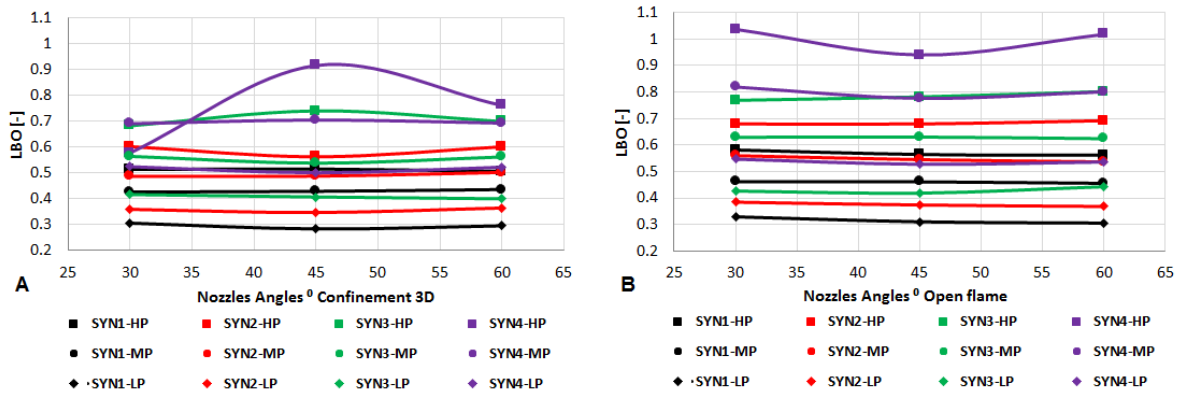 1.1
1
0.9
0.8
0.7
0.6
0.5
0.4
0.3
0.2
LBO [-]
25 30 35 40 45 50 55 60 65
A
Nozzles Angles ⁰ Confinement 3D
SYN1-HP SYN2-HP SYN3-HP SYN4-HP
SYN1-MP SYN2-MP SYN3-MP SYN4-MP
SYN1-LP SYN2-LP SYN3-LP SYN4-LP
1.1
1
0.9
0.8
0.7
0.6
0.5
0.4
0.3
0.2
LBO [-]
25 30 35 40 45 50 55 60 65
B
Nozzles Angles ⁰ Open flame
SYN1-HP SYN2-HP SYN3-HP SYN4-HP
SYN1-MP SYN2-MP SYN3-MP SYN4-MP
SYN1-LP SYN2-LP SYN3-LP SYN4-LP